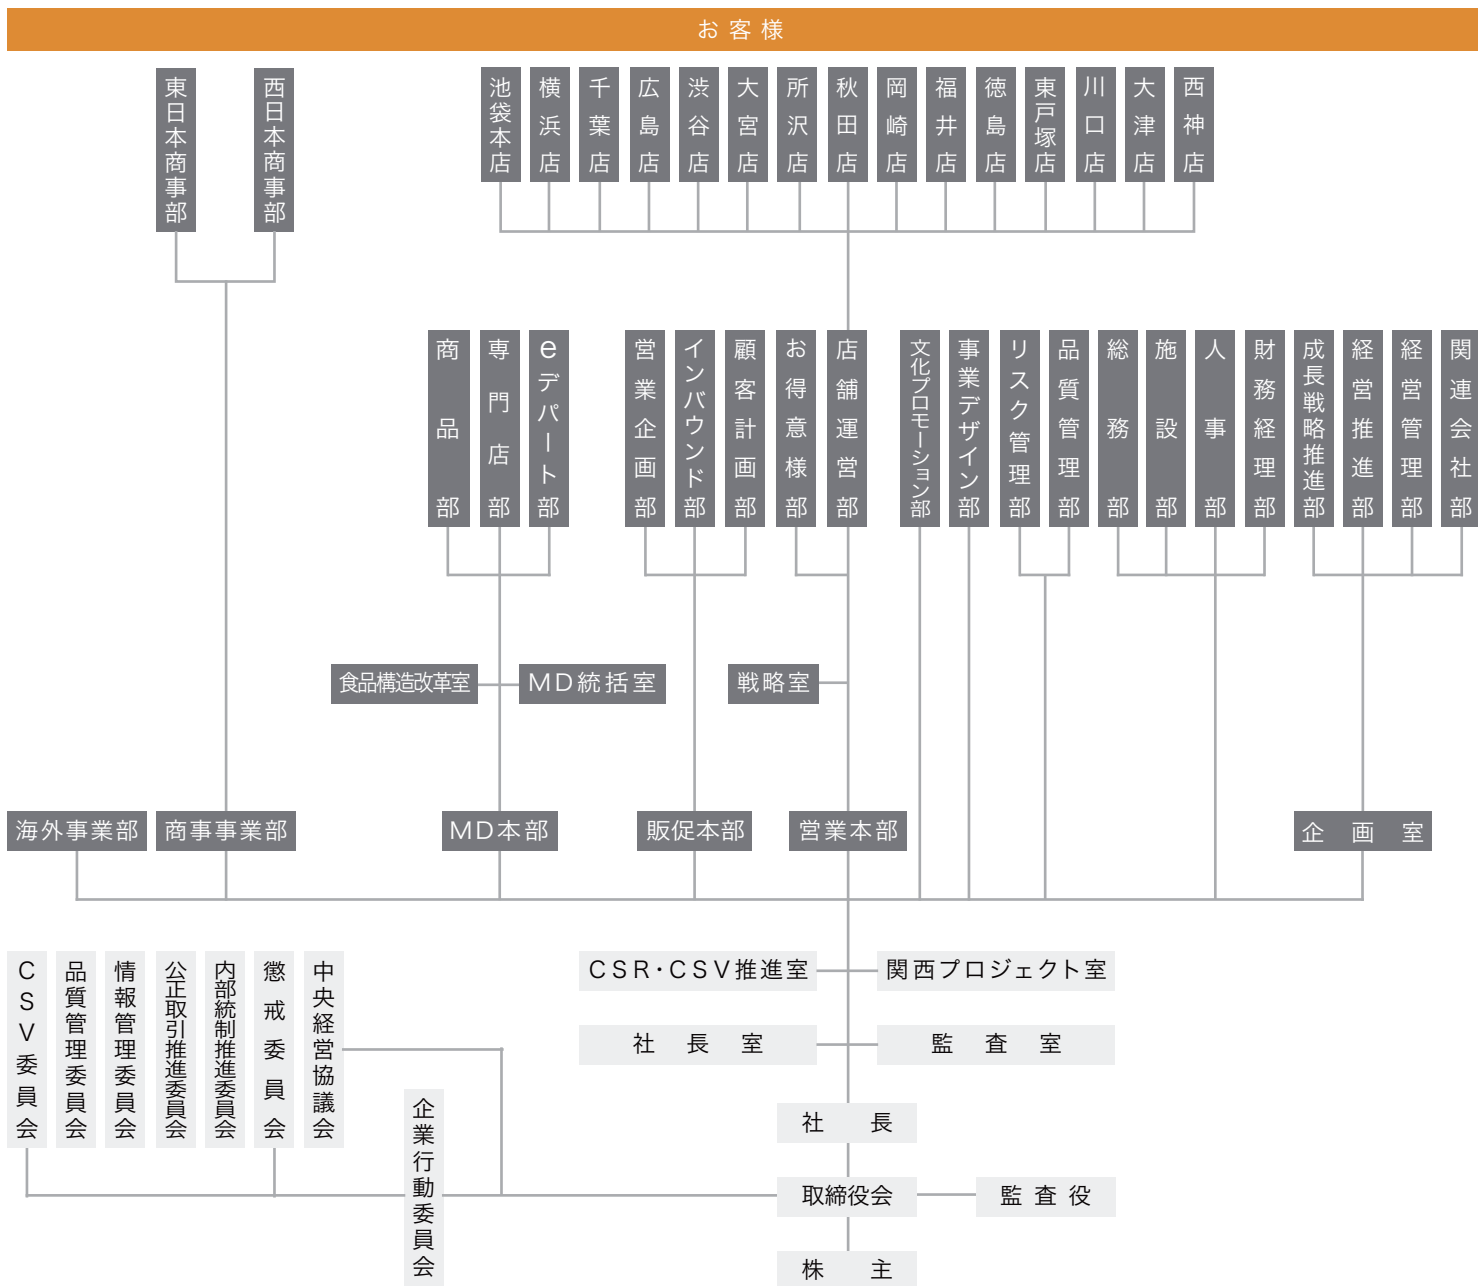 お客様
東日本商事部
西日本商事部
池袋本店
横浜店
千葉店
広島店
渋谷店
大宮店
所沢店
秋田店
岡崎店
福井店
徳島店
東戸塚店
川口店
大津店
西神店
商品部
専門店部
eデパート部
営業企画部
インバウンド部
顧客計画部
お得意様部
店舗運営部
文化プロモーション部
事業デザイン部
リスク管理部
品質管理部
総務部
施設部
人事部
財務経理部
成長戦略推進部
経営推進部
経営管理部
関連会社部
食品構造改革室
MD統括室
戦略室
海外事業部
商事事業部
MD本部
販促本部
営業本部
企画室
CSV委員会
品質管理委員会
情報管理委員会
公正取引推進委員会
内部統制推進委員会
懲戒委員会
中央経営協議会
企業行動委員会
CSR・CSV推進室
関西プロジェクト室
社長室
監査室
社長
取締役会
監査役
株主